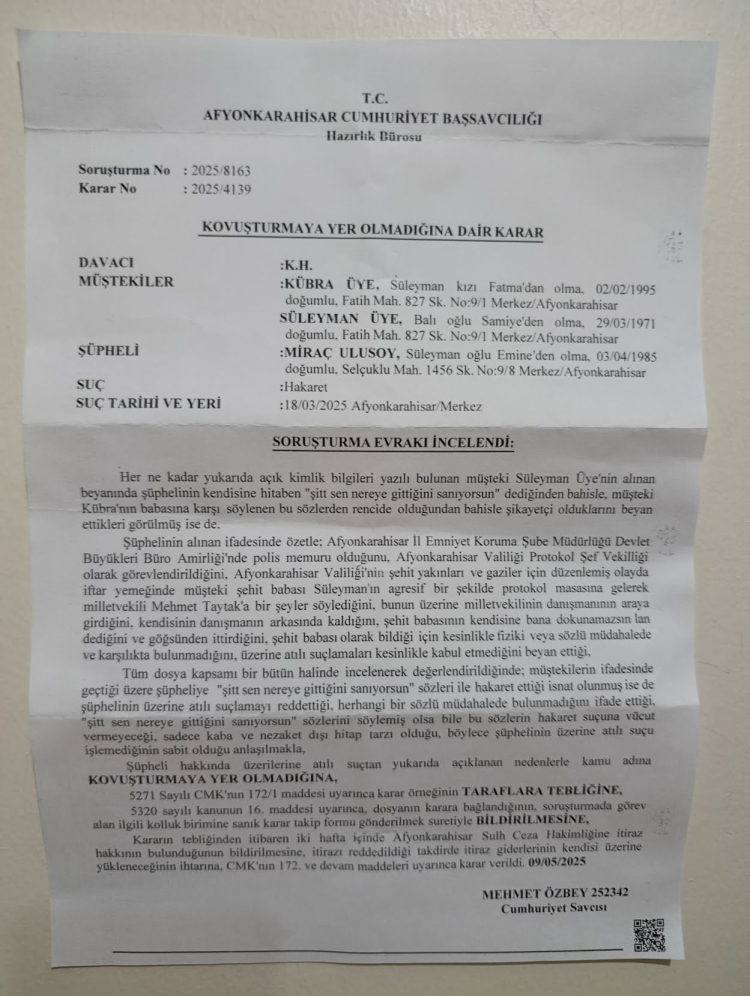 T.C.
AFYONKARAHİSAR CUMHURİYET BAŞSAVCILIĞI
Hazırlık Bürosu
Soruşturma No : 2025/8163
Karar No : 2025/4139
KOVUŞTURMAYA YER OLMADIĞINA DAİR KARAR
DAVACI :K.H.
MÜŞTEKİLER :KÜBRA ÜYE, Süleyman kızı Fatma'dan olma, 02/02/1995
doğumlu, Fatih Mah. 827 Sk. No:9/1 Merkez/Afyonkarahisar
SÜLEYMAN ÜYE, Balı oğlu Samiye'den olma, 29/03/1971
doğumlu, Fatih Mah. 827 Sk. No:9/1 Merkez/Afyonkarahisar
ŞÜPHELİ :MİRAÇ ULUSOY, Süleyman oğlu Emine'den olma, 03/04/1985
doğumlu, Selçuklu Mah. 1456 Sk. No:9/8 Merkez/Afyonkarahisar
SUÇ :Hakaret
SUÇ TARİHİ VE YERİ :18/03/2025 Afyonkarahisar/Merkez
SORUŞTURMA EVRAKI İNCELENDİ:
Her ne kadar yukarıda açık kimlik bilgileri yazılı bulunan müşteki Süleyman Üye'nin alınan
beyanında şüphelinin kendisine hitaben "şitt sen nereye gittiğini sanıyorsun" dediğinden bahisle, müşteki
Kübra'nın babasına karşı söylenen bu sözlerden rencide olduğundan bahisle şikayetçi olduklarını beyan
ettikleri görülmüş ise de,
Şüphelinin alınan ifadesinde özetle; Afyonkarahisar İl Emniyet Koruma Şube Müdürlüğü Devlet
Büyükleri Büro Amirliği'nde polis memuru olduğunu, Afyonkarahisar Valiliği Protokol Şef Vekilliği
olarak görevlendirildiğini, Afyonkarahisar Valiliği'nin şehit yakınları ve gaziler için düzenlemiş olayda
iftar yemeğinde müşteki şehit babası Süleyman'ın agresif bir şekilde protokol masasına gelerek
milletvekili Mehmet Taytak'a bir şeyler söylediğini, bunun üzerine milletvekilinin danışmanının araya
girdiğini, kendisinin danışmanın arkasında kaldığını, şehit babasının kendisine bana dokunamazsın lan
dediğini ve göğsünden ittirdiğini, şehit babası olarak bildiği için kesinlikle fiziki veya sözlü müdahalede
ve karşılıkta bulunmadığını, üzerine atılı suçlamaları kesinlikle kabul etmediğini beyan ettiği,
Tüm dosya kapsamı bir bütün halinde incelenerek değerlendirildiğinde; müştekilerin ifadesinde
geçtiği üzere şüpheliye "şitt sen nereye gittiğini sanıyorsun" sözleri ile hakaret ettiği isnat olunmuş ise de
şüphelinin üzerine atılı suçlamayı reddettiği, herhangi bir sözlü müdahalede bulunmadığını ifade ettiği,
"şitt sen nereye gittiğini sanıyorsun" sözlerini söylemiş olsa bile bu sözlerin hakaret suçuna vücut
vermeyeceği, sadece kaba ve nezaket dışı hitap tarzı olduğu, böylece şüphelinin üzerine atılı suçu
işlemediğinin sabit olduğu anlaşılmakla,
Şüpheli hakkında üzerilerine atılı suçtan yukarıda açıklanan nedenlerle kamu adına
KOVUŞTURMAYA YER OLMADIĞINA,
5271 Sayılı CMK'nın 172/1 maddesi uyarınca karar örneğinin TARAFLARA TEBLİĞİNE,
5320 sayılı kanunun 16. maddesi uyarınca, dosyanın karara bağlandığının, soruşturmada görev
alan ilgili kolluk birimine sanık karar takip formu gönderilmek suretiyle BİLDİRİLMESİNE,
Kararın tebliğinden itibaren iki hafta içinde Afyonkarahisar Sulh Ceza Hakimliğine itiraz
hakkının bulunduğunun bildirilmesine, itirazı reddedildiği takdirde itiraz giderlerinin kendisi üzerine
yükleneceğinin ihtarına, CMK'nın 172. ve devam maddeleri uyarınca karar verildi. 09/05/2025
MEHMET ÖZBEY 252342
Cumhuriyet Savcısı